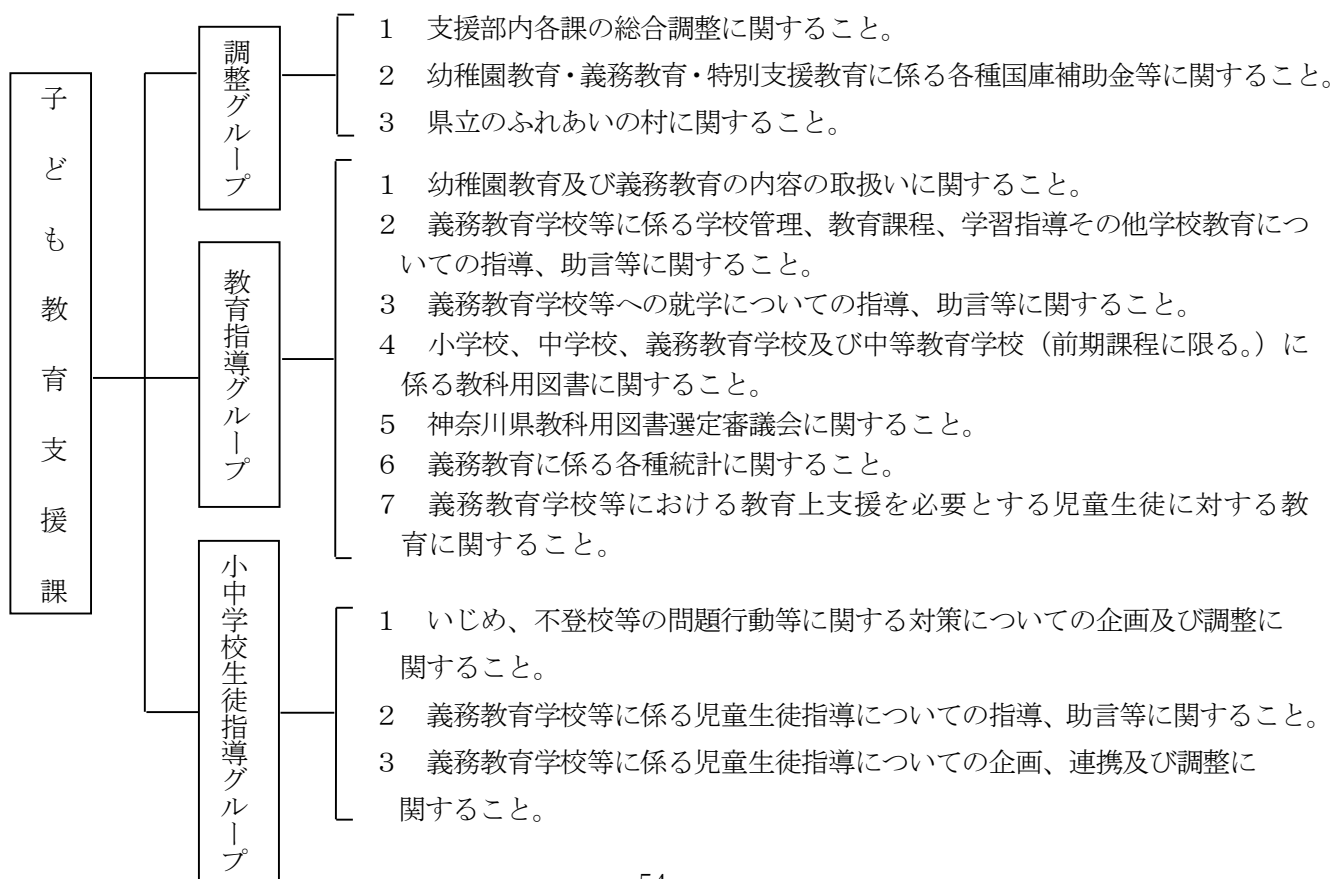 子ども教育支援課
調整グループ
1 支援部内各課の総合調整に関すること。
2 幼稚園教育・義務教育・特別支援教育に係る各種国庫補助金等に関すること。
3 県立のふれあいの村に関すること。
教育指導グループ
1 幼稚園教育及び義務教育の内容の取扱いに関すること。
2 義務教育学校等に係る学校管理、教育課程、学習指導その他学校教育につ
いての指導、助言等に関すること。
3 義務教育学校等への就学についての指導、助言等に関すること。
4 小学校、中学校、義務教育学校及び中等教育学校（前期課程に限る。）に
係る教科用図書に関すること。
5 神奈川県教科用図書選定審議会に関すること。
6 義務教育に係る各種統計に関すること。
7 義務教育学校等における教育上支援を必要とする児童生徒に対する教
育に関すること。
小中学校生徒指導グループ
1 いじめ、不登校等の問題行動等に関する対策についての企画及び調整に
関すること。
2 義務教育学校等に係る児童生徒指導についての指導、助言等に関すること。
3 義務教育学校等に係る児童生徒指導についての企画、連携及び調整に
関すること。